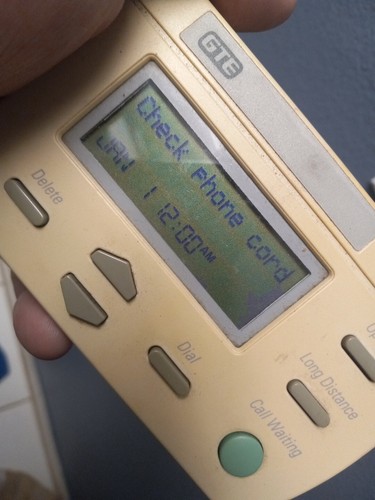 GTE
Check phone cord
JAN 1 12:00AM
Delete
Dial
Long Distance
Call Waiting